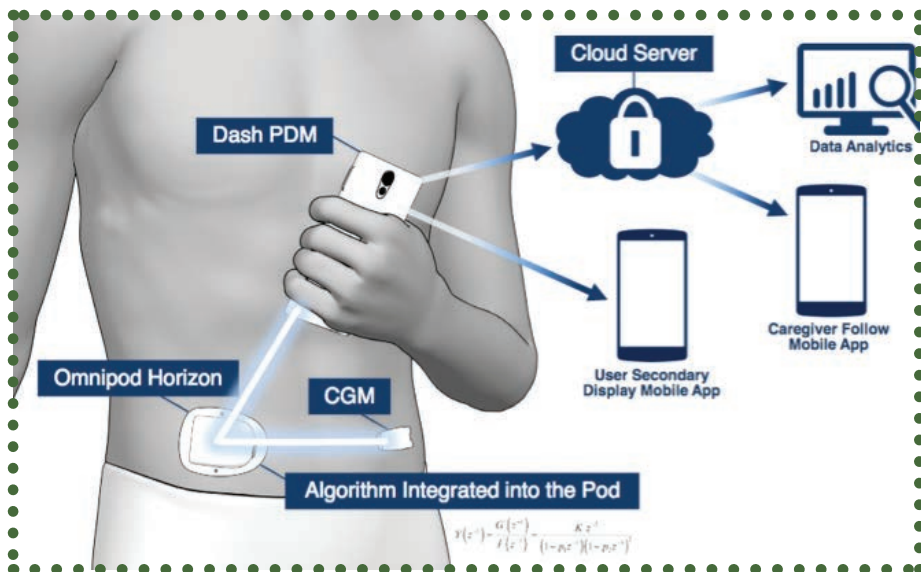 Cloud Server
Dash PDM
Data Analytics
Caregiver Follow
Mobile App
User Secondary
Display Mobile App
Omnipod Horizon
CGM
Algorithm Integrated into the Pod